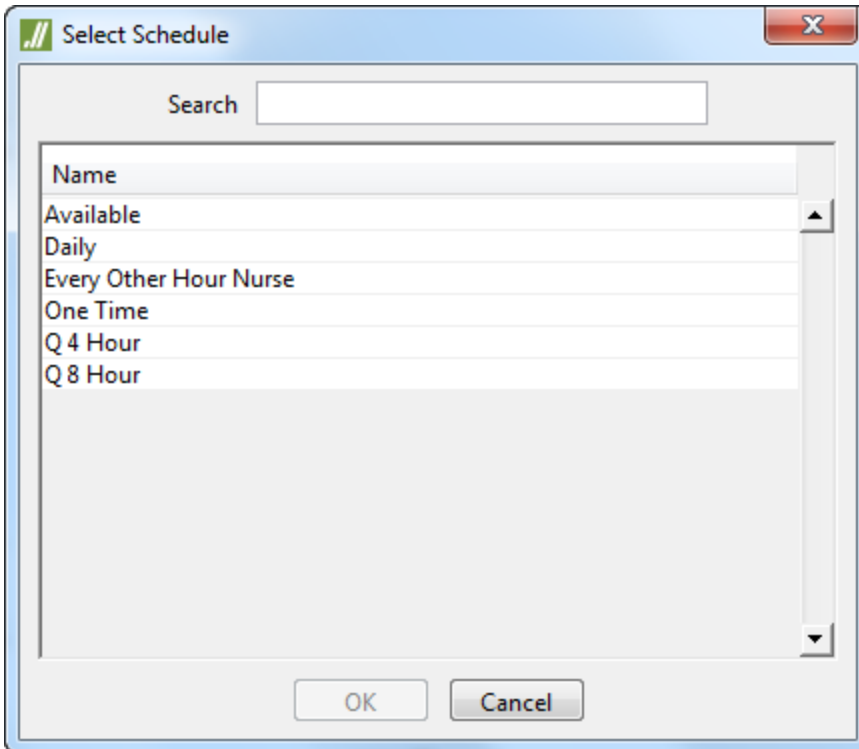 Select Schedule
Search
Name
Available
Daily
Every Other Hour Nurse
One Time
Q 4 Hour
Q 8 Hour
OK Cancel